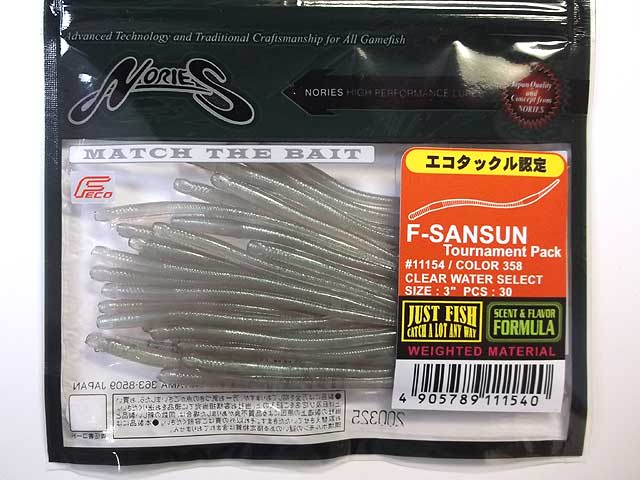 Advanced Technology and Traditional Craftsmanship for All Gamefish
NORIES
NORIES HIGH PERFORMANCE LURES
Japan Quality
and
Concept from
NORIES
MATCH THE BAIT
エコタックル認定
FECO
F-SANSUN
Tournament Pack
#11154 / COLOR 358
CLEAR WATER SELECT
SIZE : 3" PCS : 30
JUST FISH
CATCH A LOT ANY WAY
SCENT & FLAVOR
FORMULA
WEIGHTED MATERIAL
4 905789 111540
363-8509 JAPAN
200325